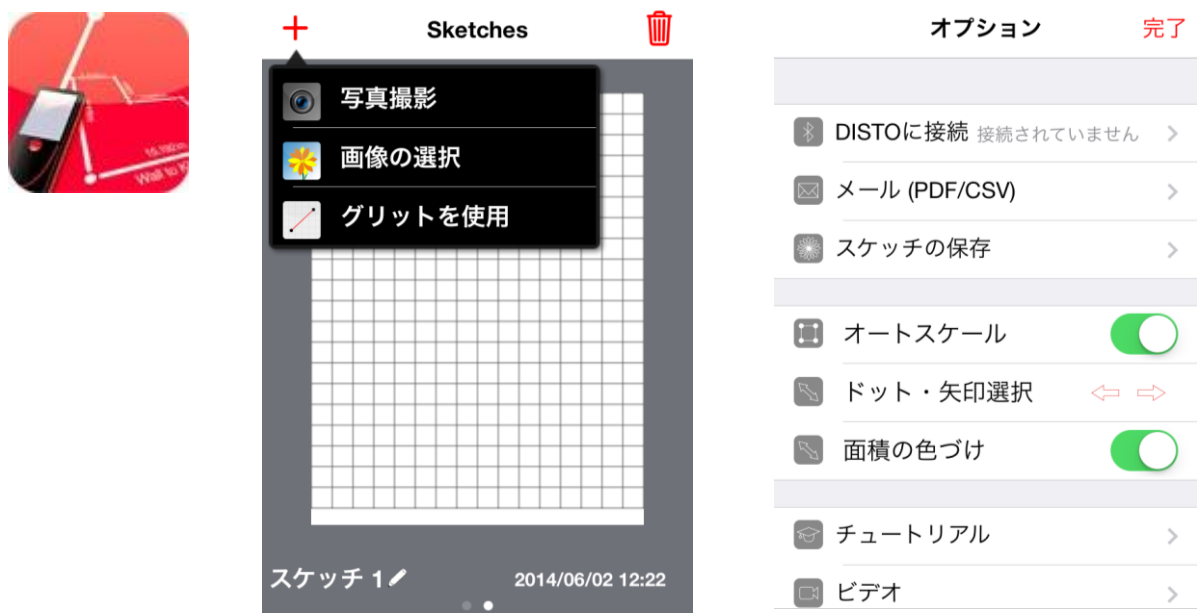 15.192m
Wall to
Sketches
写真撮影
画像の選択
グリットを使用
スケッチ 1
2014/06/02 12:22
オプション
完了
DISTOに接続 接続されていません
メール (PDF/CSV)
スケッチの保存
オートスケール
ドット・矢印選択
面積の色づけ
チュートリアル
ビデオ